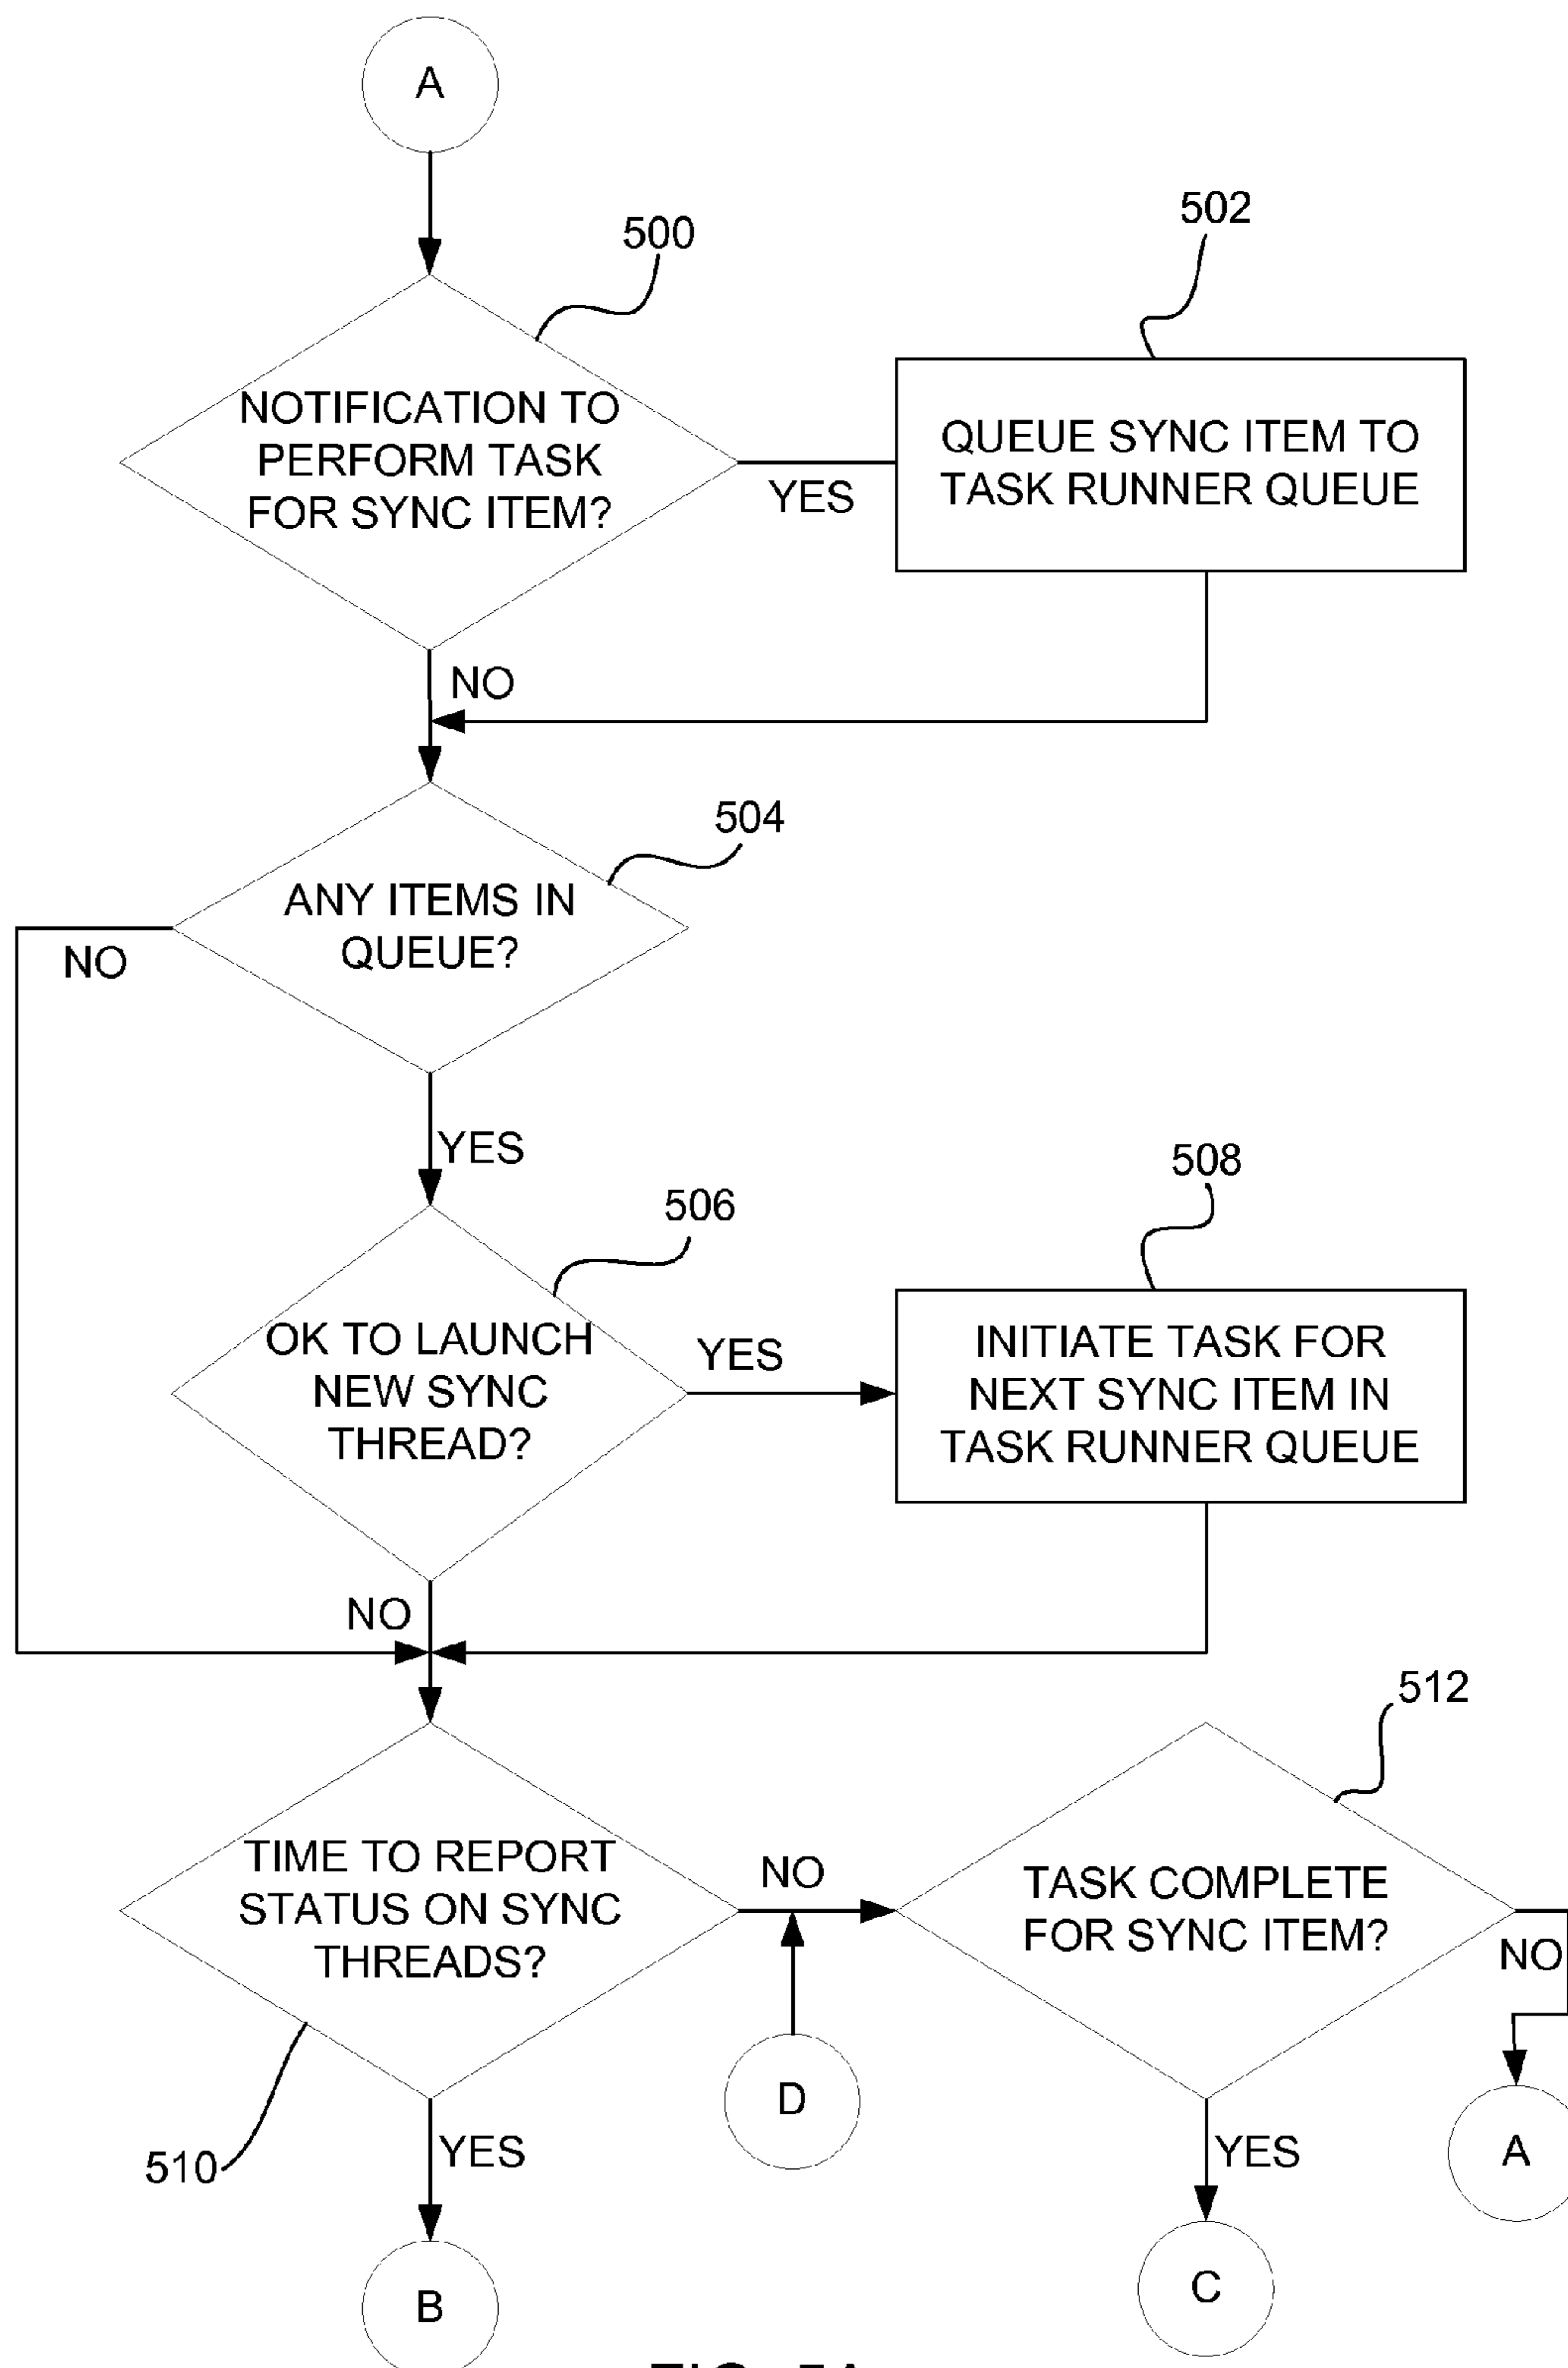 A
500
502
NOTIFICATION TO
PERFORM TASK
FOR SYNC ITEM?
YES
QUEUE SYNC ITEM TO
TASK RUNNER QUEUE
NO
504
ANY ITEMS IN
QUEUE?
NO
YES
506
508
OK TO LAUNCH
NEW SYNC
THREAD?
YES
INITIATE TASK FOR
NEXT SYNC ITEM IN
TASK RUNNER QUEUE
NO
512
TIME TO REPORT
STATUS ON SYNC
THREADS?
NO
TASK COMPLETE
FOR SYNC ITEM?
NO
510
YES
D
YES
A
B
C